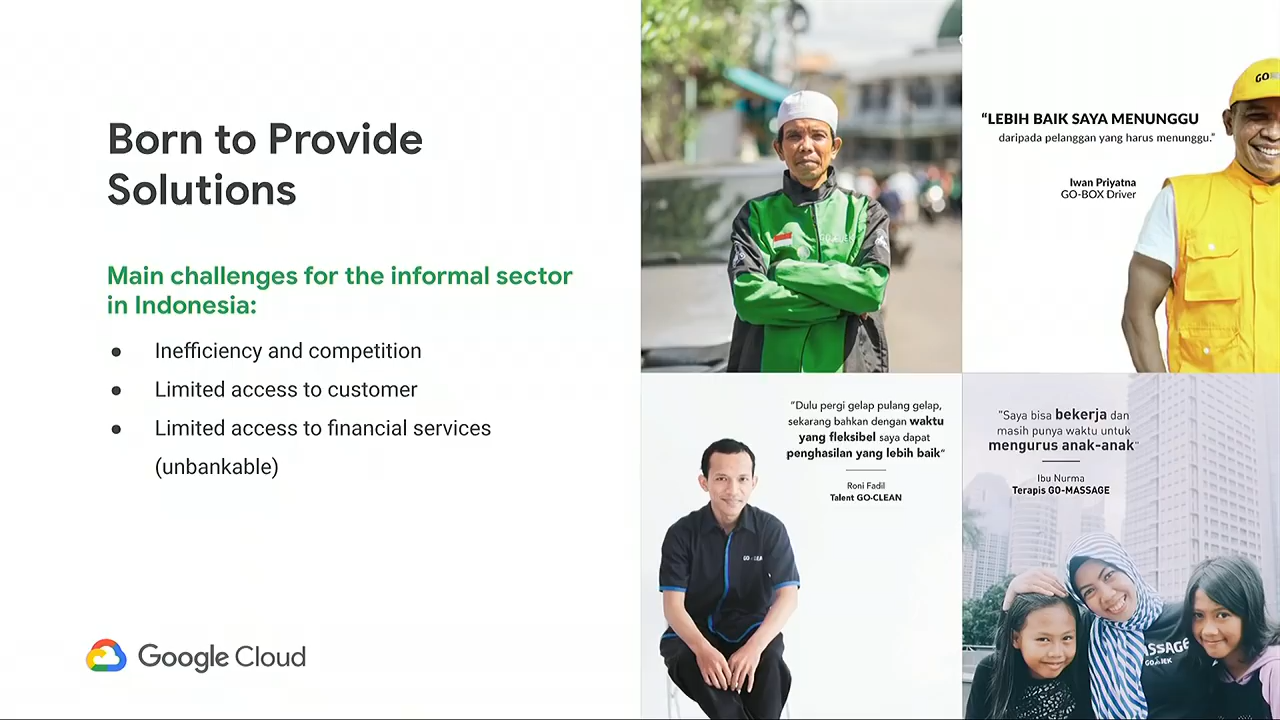 Born to Provide
Solutions
Main challenges for the informal sector
in Indonesia:
● Inefficiency and competition
● Limited access to customer
● Limited access to financial services
(unbankable)
Google Cloud
GOJEK
“LEBIH BAIK SAYA MENUNGGU
daripada pelanggan yang harus menunggu.”
Iwan Priyatna
GO-BOX Driver
GO
“Dulu pergi gelap pulang gelap,
sekarang bahkan dengan waktu
yang fleksibel saya dapat
penghasilan yang lebih baik”
Roni Fadil
Talent GO-CLEAN
“Saya bisa bekerja dan
masih punya waktu untuk
mengurus anak-anak”
Ibu Nurma
Terapis GO-MASSAGE
SSAGE
GOJEK